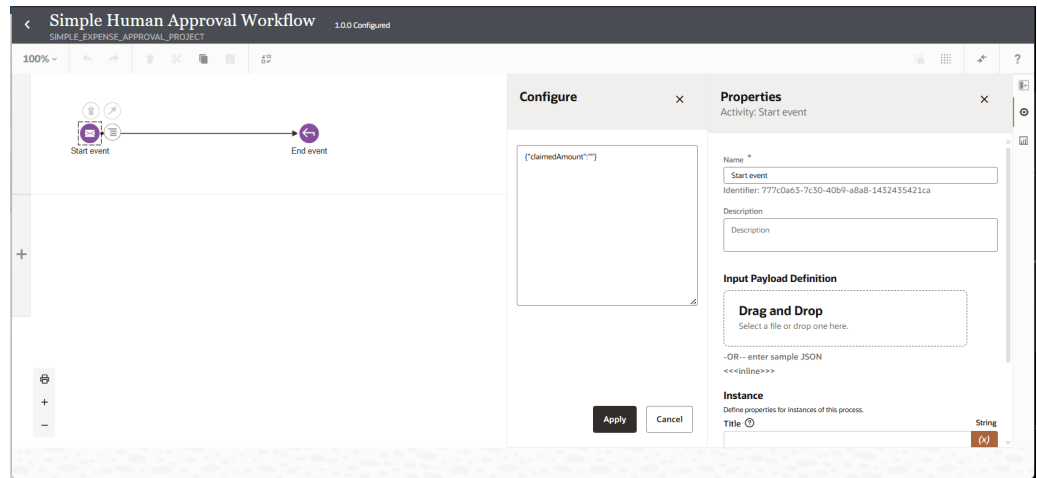 Simple Human Approval Workflow 1.0.0 Configured
SIMPLE_EXPENSE_APPROVAL_PROJECT
100%
?
Start event
End event
Configure
{"claimedAmount":""}
Apply Cancel
Properties
Activity: Start event
Name *
Start event
Identifier: 777c0a63-7c30-40b9-a8a8-1432435421ca
Description
Description
Input Payload Definition
Drag and Drop
Select a file or drop one here.
-OR-- enter sample JSON
<<<inline>>>
Instance
Define properties for instances of this process.
Title ? String
(x)